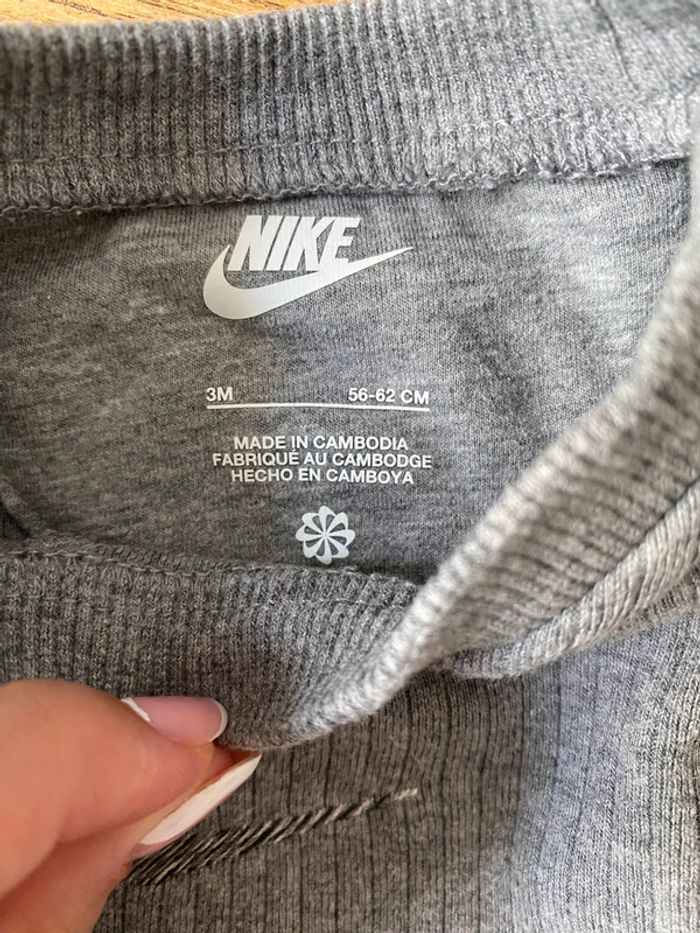 NIKE
3M 56-62 CM
MADE IN CAMBODIA
FABRIQUÉ AU CAMBODGE
HECHO EN CAMBOYA